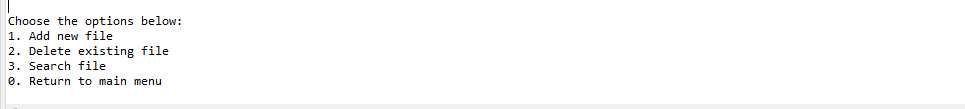 Choose the options below:
1. Add new file
2. Delete existing file
3. Search file
0. Return to main menu